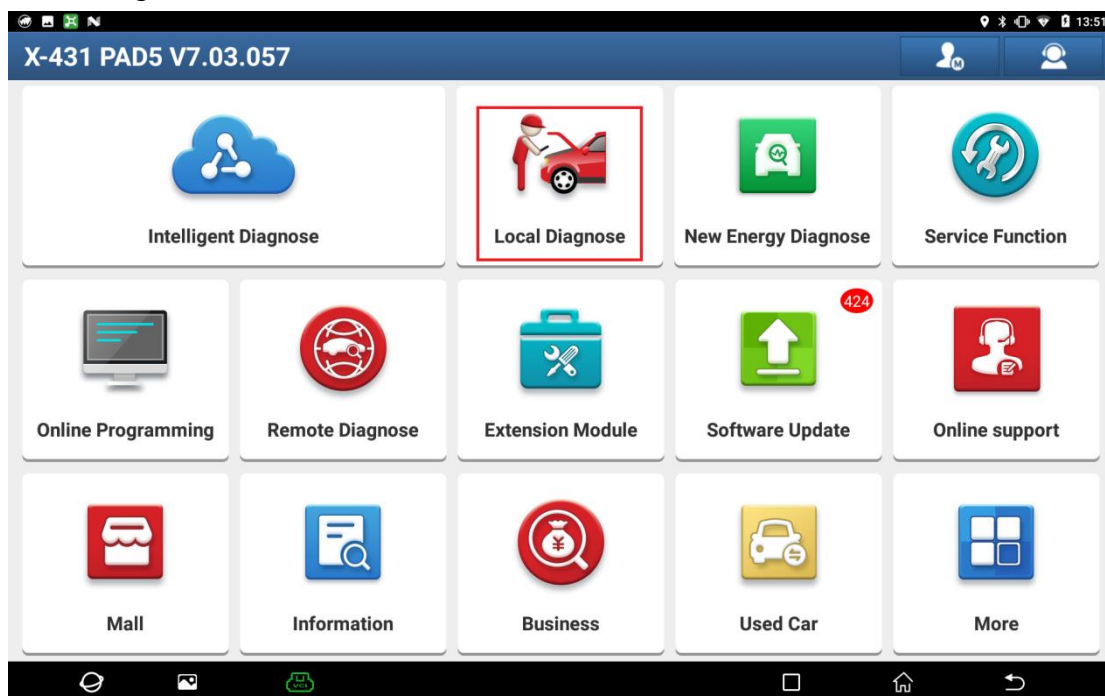 13:51
X-431 PAD5 V7.03.057
M
Intelligent Diagnose
Local Diagnose
New Energy Diagnose
Service Function
424
Online Programming
Remote Diagnose
Extension Module
Software Update
Online support
¥
Mall
Information
Business
Used Car
More
VCI